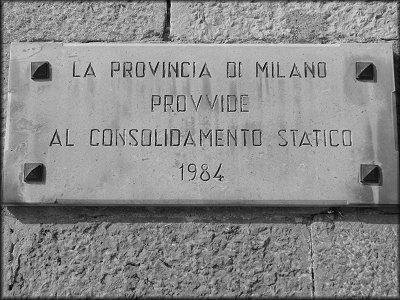 LA PROVINCIA DI MILANO
PROVVIDE
AL CONSOLIDAMENTO STATICO
1984